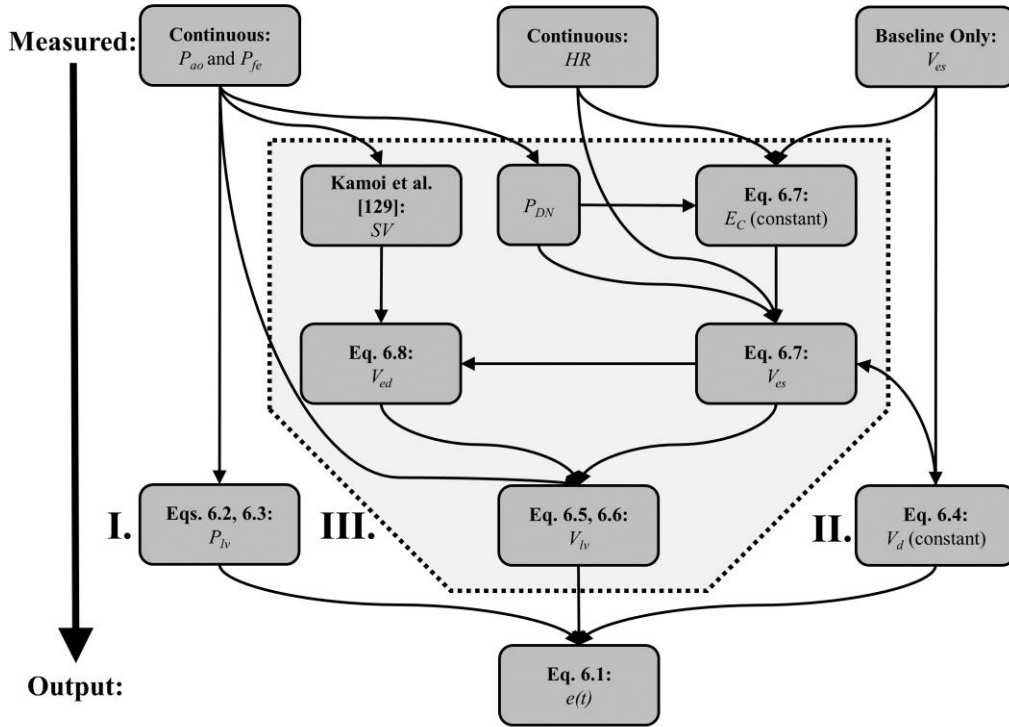 Measured:
Continuous:
P_ao and P_fe
Continuous:
HR
Baseline Only:
V_es
Kamoi et al.
[129]:
SV
P_DN
Eq. 6.7:
E_C (constant)
Eq. 6.8:
V_ed
Eq. 6.7:
V_es
I.
Eqs. 6.2, 6.3:
P_lv
III.
Eq. 6.5, 6.6:
V_lv
II.
Eq. 6.4:
V_d (constant)
Output:
Eq. 6.1:
e(t)